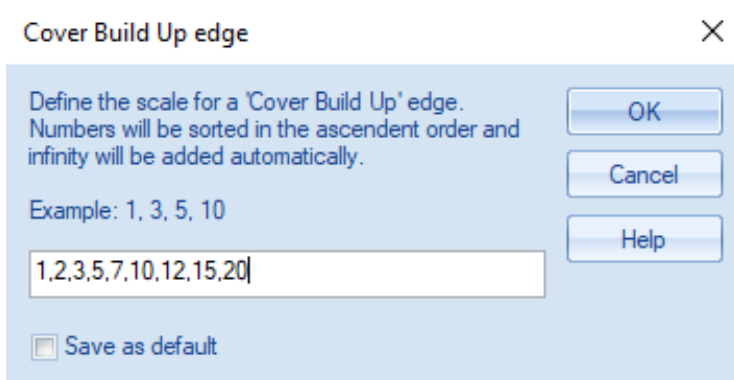 Cover Build Up edge
Define the scale for a 'Cover Build Up' edge.
Numbers will be sorted in the ascendent order and
infinity will be added automatically.
Example: 1, 3, 5, 10
1,2,3,5,7,10,12,15,20
Save as default
OK
Cancel
Help